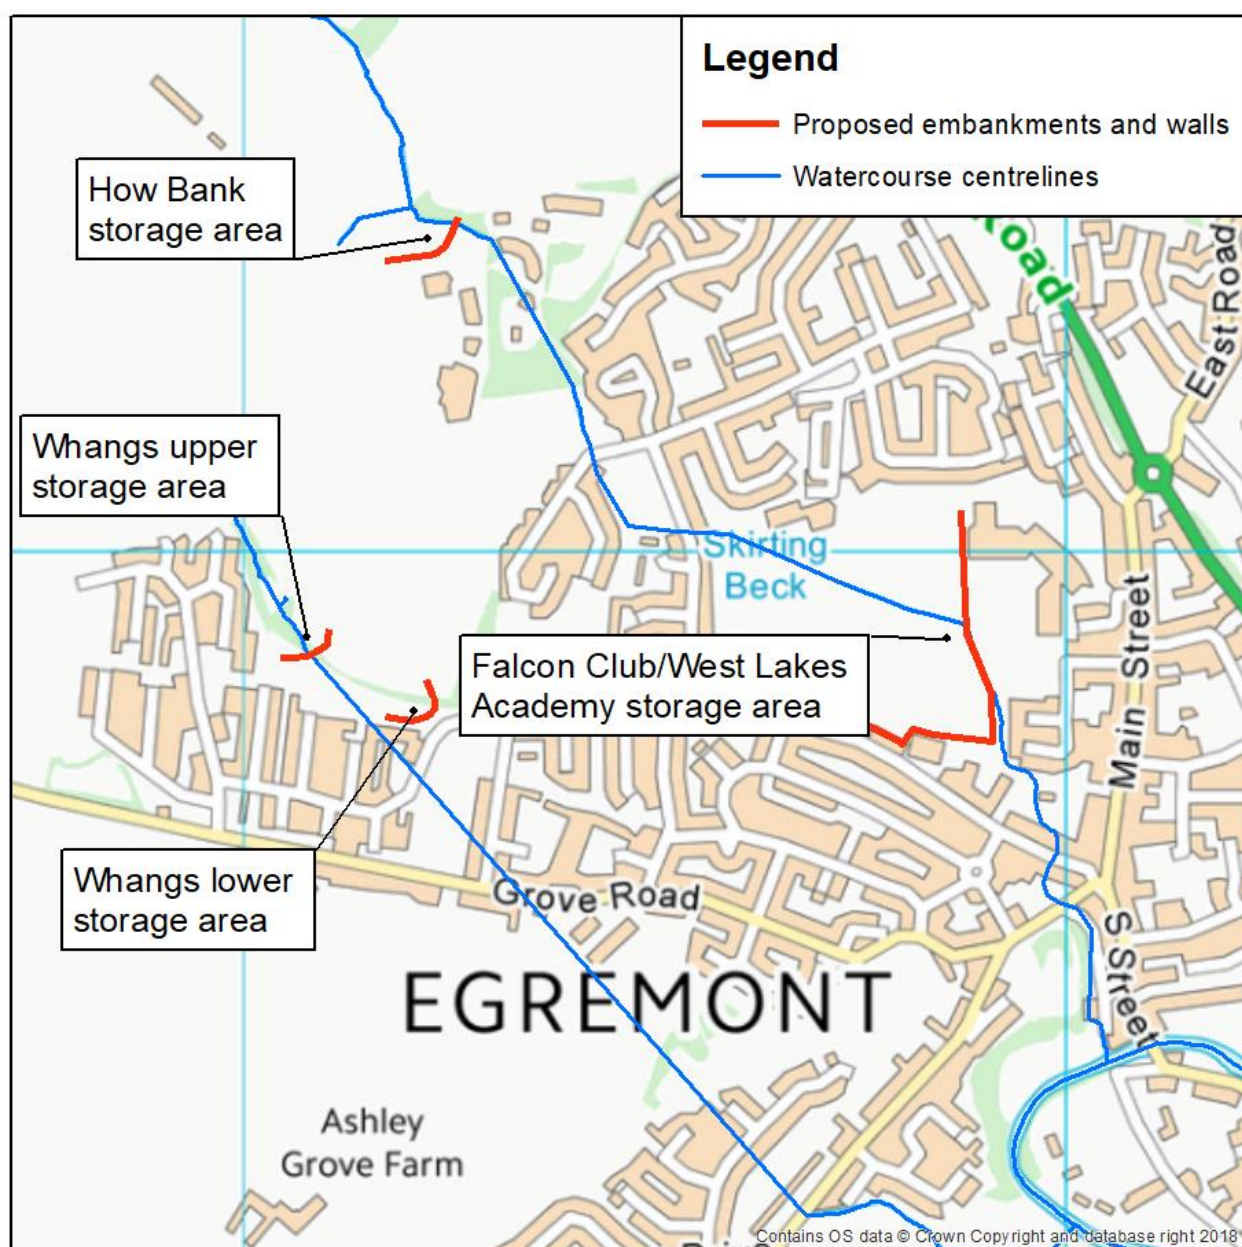 Legend
Proposed embankments and walls
Watercourse centrelines
How Bank
storage area
Road
East Road
Whangs upper
storage area
Skirting
Beck
Main Street
Falcon Club/West Lakes
Academy storage area
Whangs lower
storage area
Grove Road
S Street
EGREMONT
Ashley
Grove Farm
Contains OS data © Crown Copyright and database right 2018